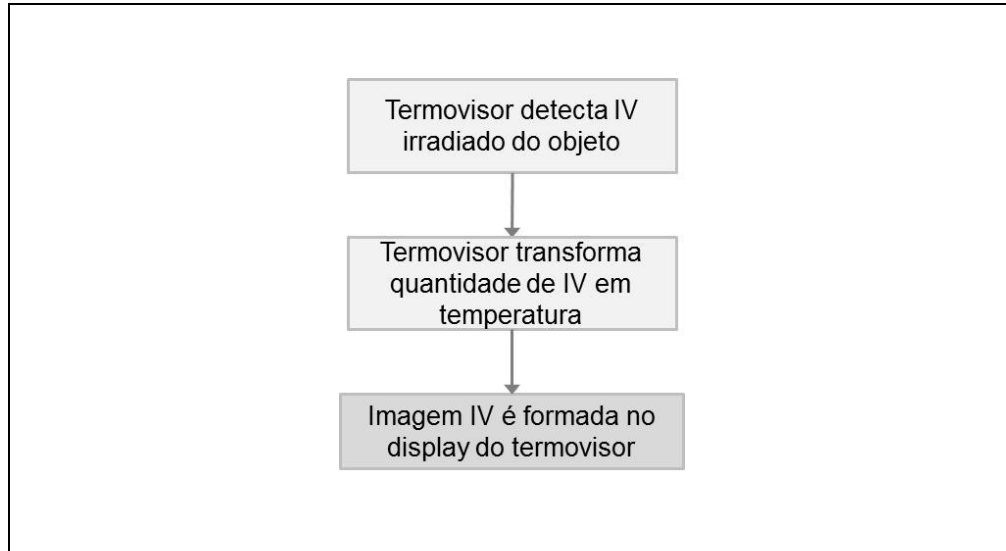 Termovisor detecta IV
irradiado do objeto
Termovisor transforma
quantidade de IV em
temperatura
Imagem IV é formada no
display do termovisor